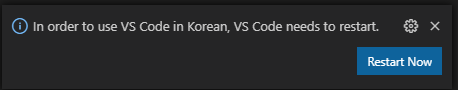 In order to use VS Code in Korean, VS Code needs to restart.
Restart Now